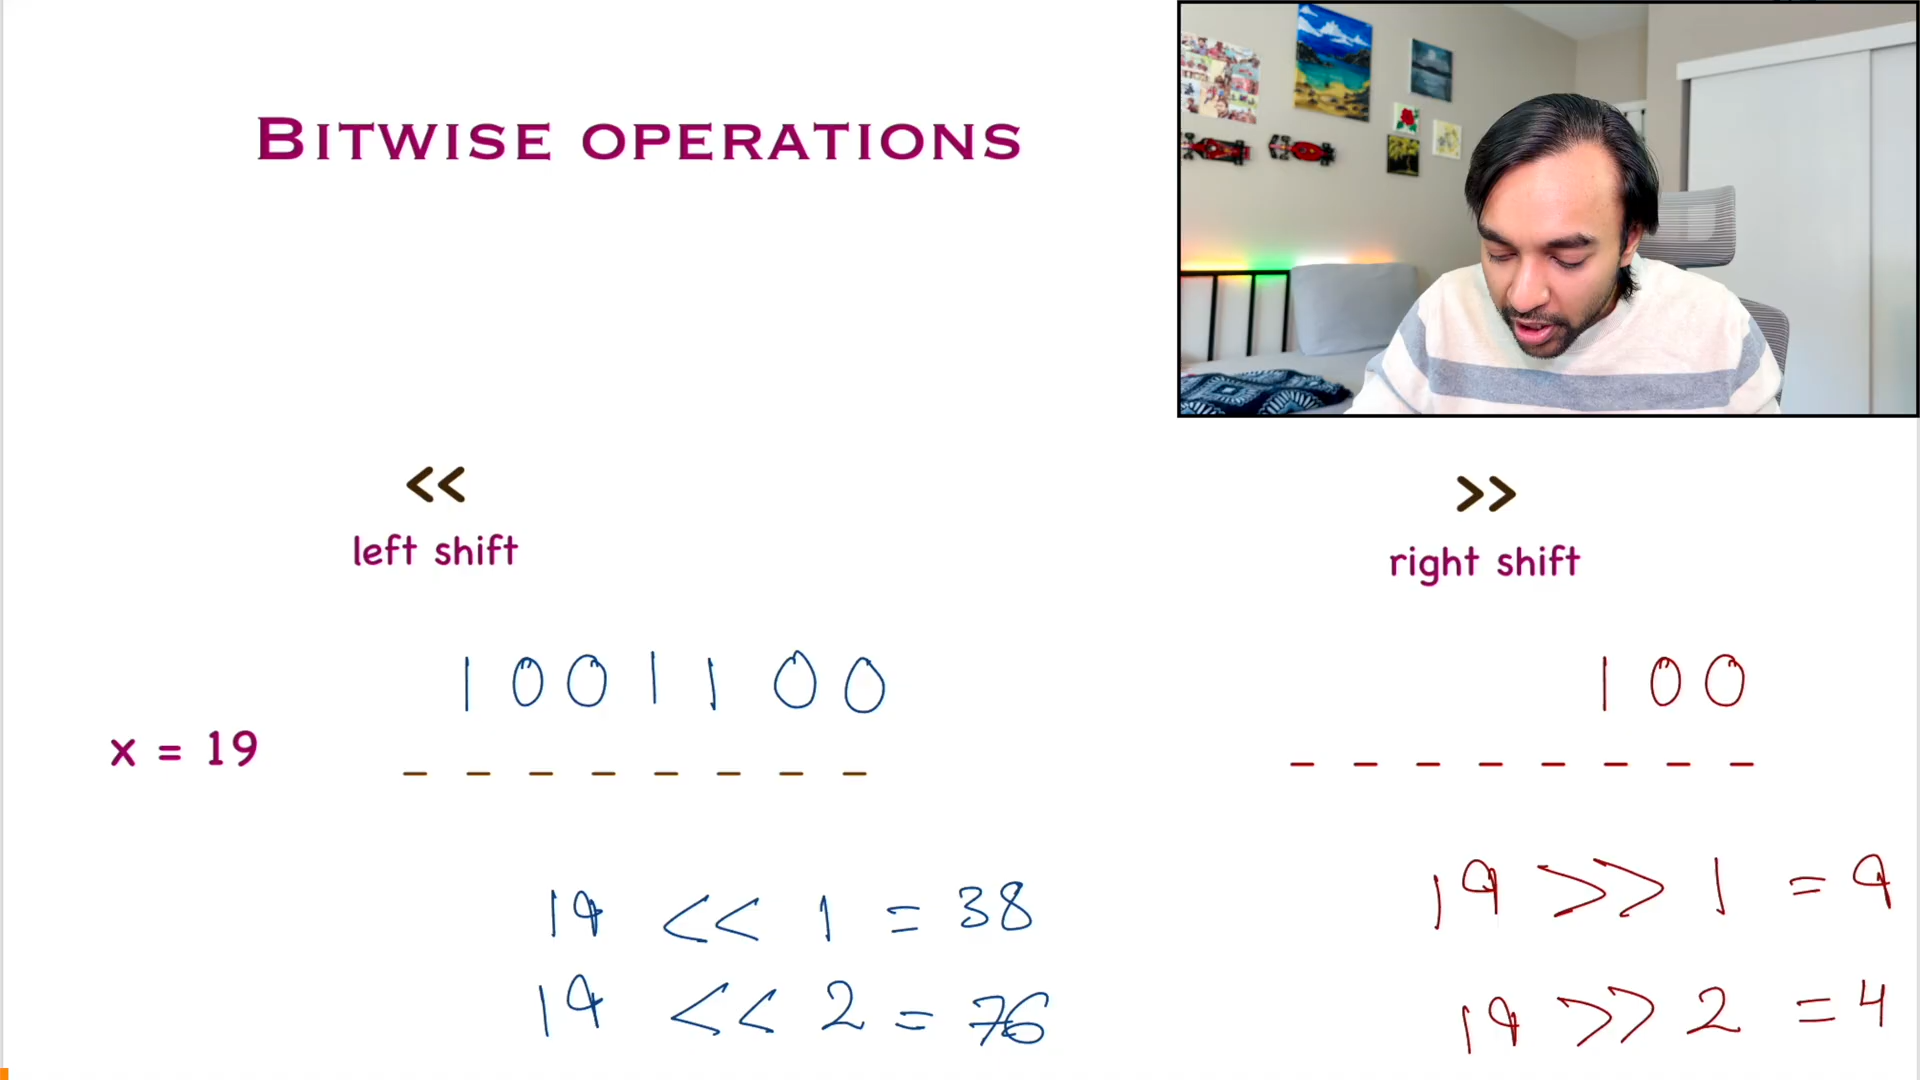 BITWISE OPERATIONS
<<
left shift
>>
right shift
1 0 0 1 1 0 0
1 0 0
x = 19
_ _ _ _ _ _ _ _
_ _ _ _ _ _ _ _
19 << 1 = 38
19 << 2 = 76
19 >> 1 = 9
19 >> 2 = 4